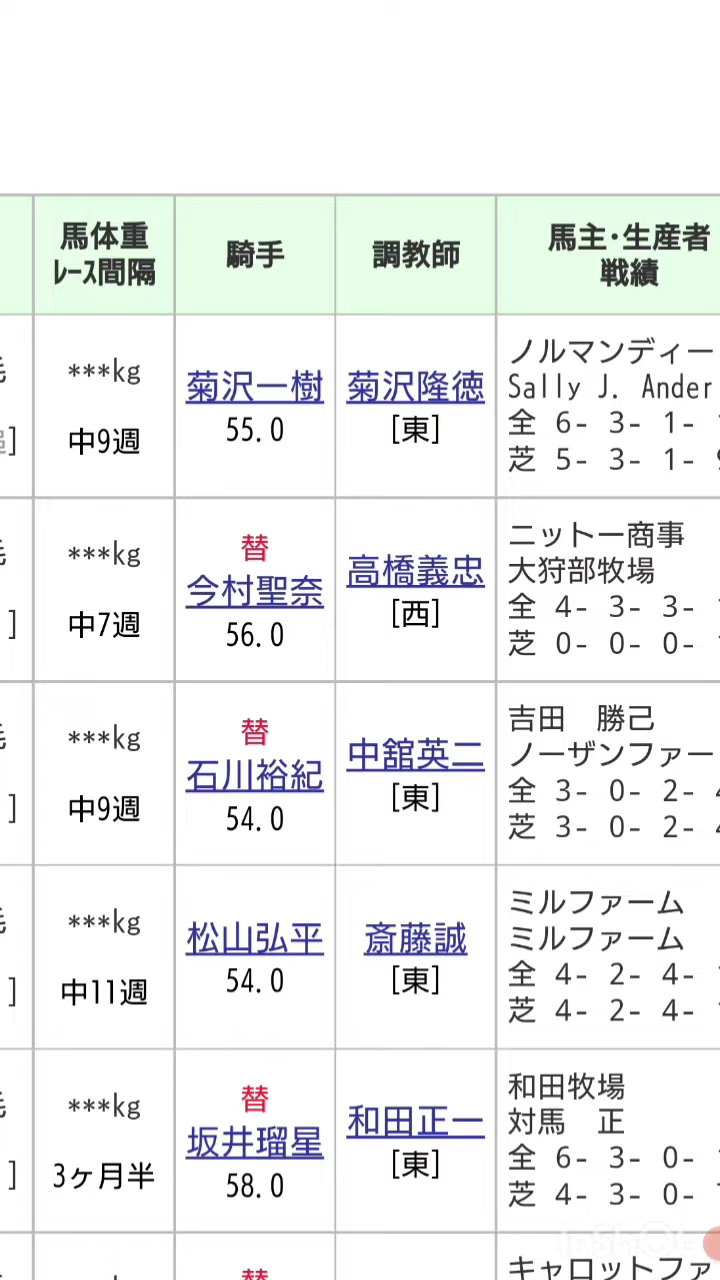 馬体重
ﾚｰｽ間隔
騎手
調教師
馬主･生産者
戦績
***kg
中9週
菊沢一樹
55.0
菊沢隆徳
[東]
ノルマンディー
Sally J. Ander
全 6- 3- 1-
芝 5- 3- 1-
]
***kg
中7週
替
今村聖奈
56.0
高橋義忠
[西]
ニットー商事
大狩部牧場
全 4- 3- 3-
芝 0- 0- 0-
]
***kg
中9週
替
石川裕紀
54.0
中舘英二
[東]
吉田 勝己
ノーザンファー
全 3- 0- 2-
芝 3- 0- 2-
]
***kg
中11週
松山弘平
54.0
斎藤誠
[東]
ミルファーム
ミルファーム
全 4- 2- 4-
芝 4- 2- 4-
]
***kg
3ヶ月半
替
坂井瑠星
58.0
和田正一
[東]
和田牧場
対馬 正
全 6- 3- 0-
芝 4- 3- 0-
]
替
キャロットファ
InShOt